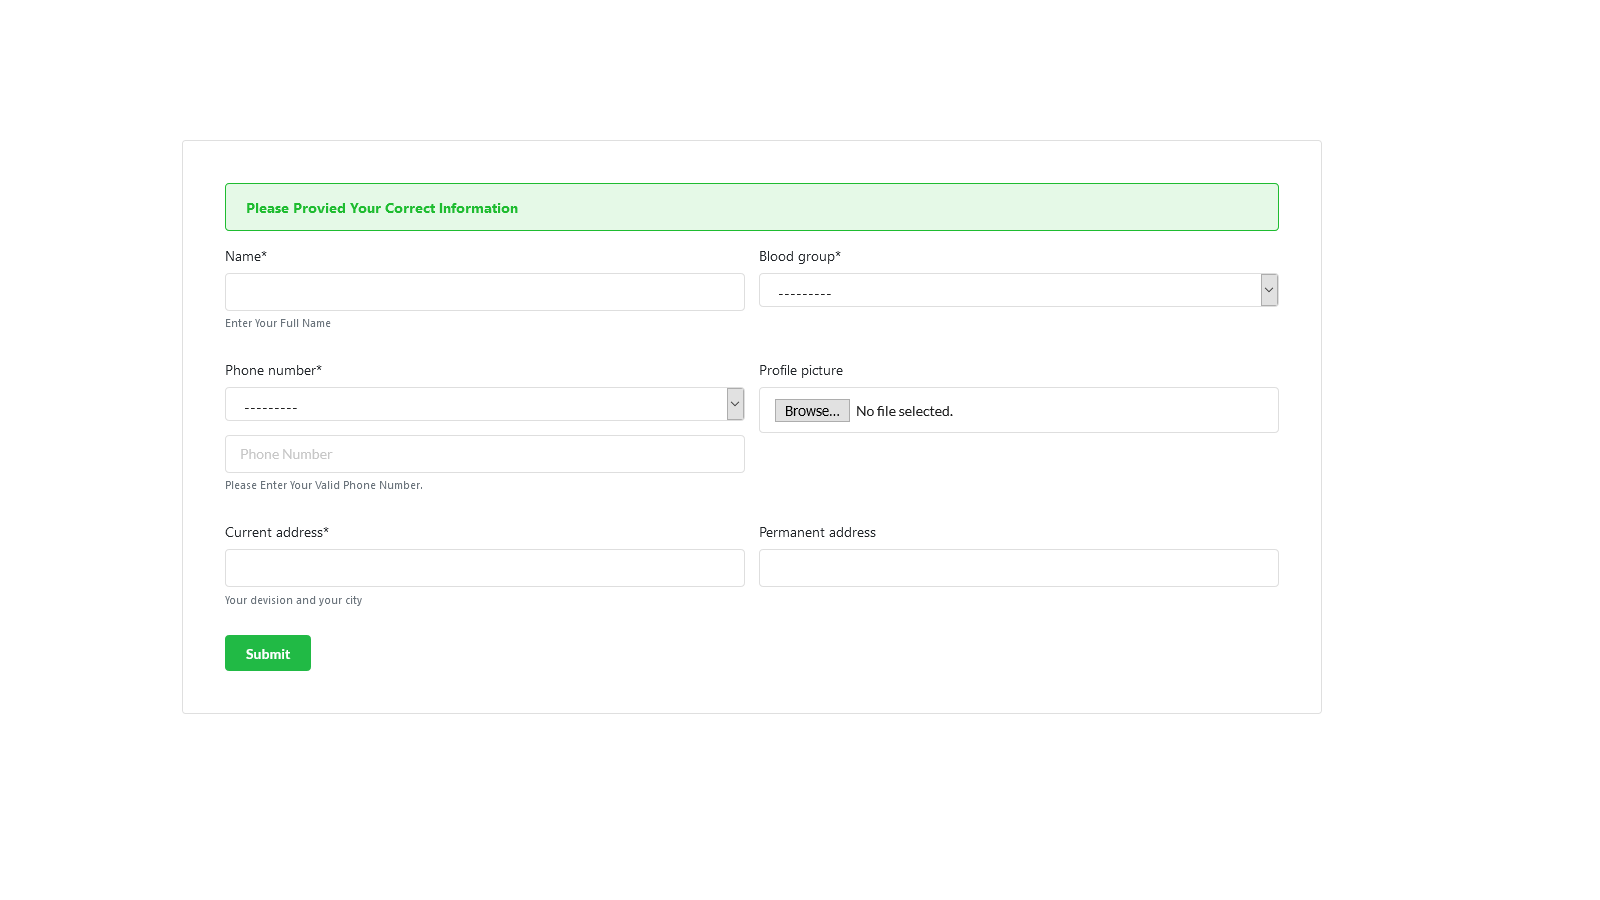 Please Provied Your Correct Information
Name*
Blood group*
---------
Enter Your Full Name
Phone number*
Profile picture
---------
Browse... No file selected.
Phone Number
Please Enter Your Valid Phone Number.
Current address*
Permanent address
Your devision and your city
Submit